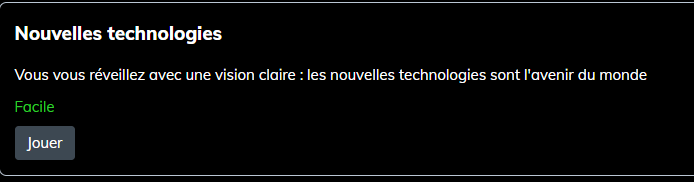 Nouvelles technologies
Vous vous réveillez avec une vision claire : les nouvelles technologies sont l'avenir du monde
Facile
Jouer